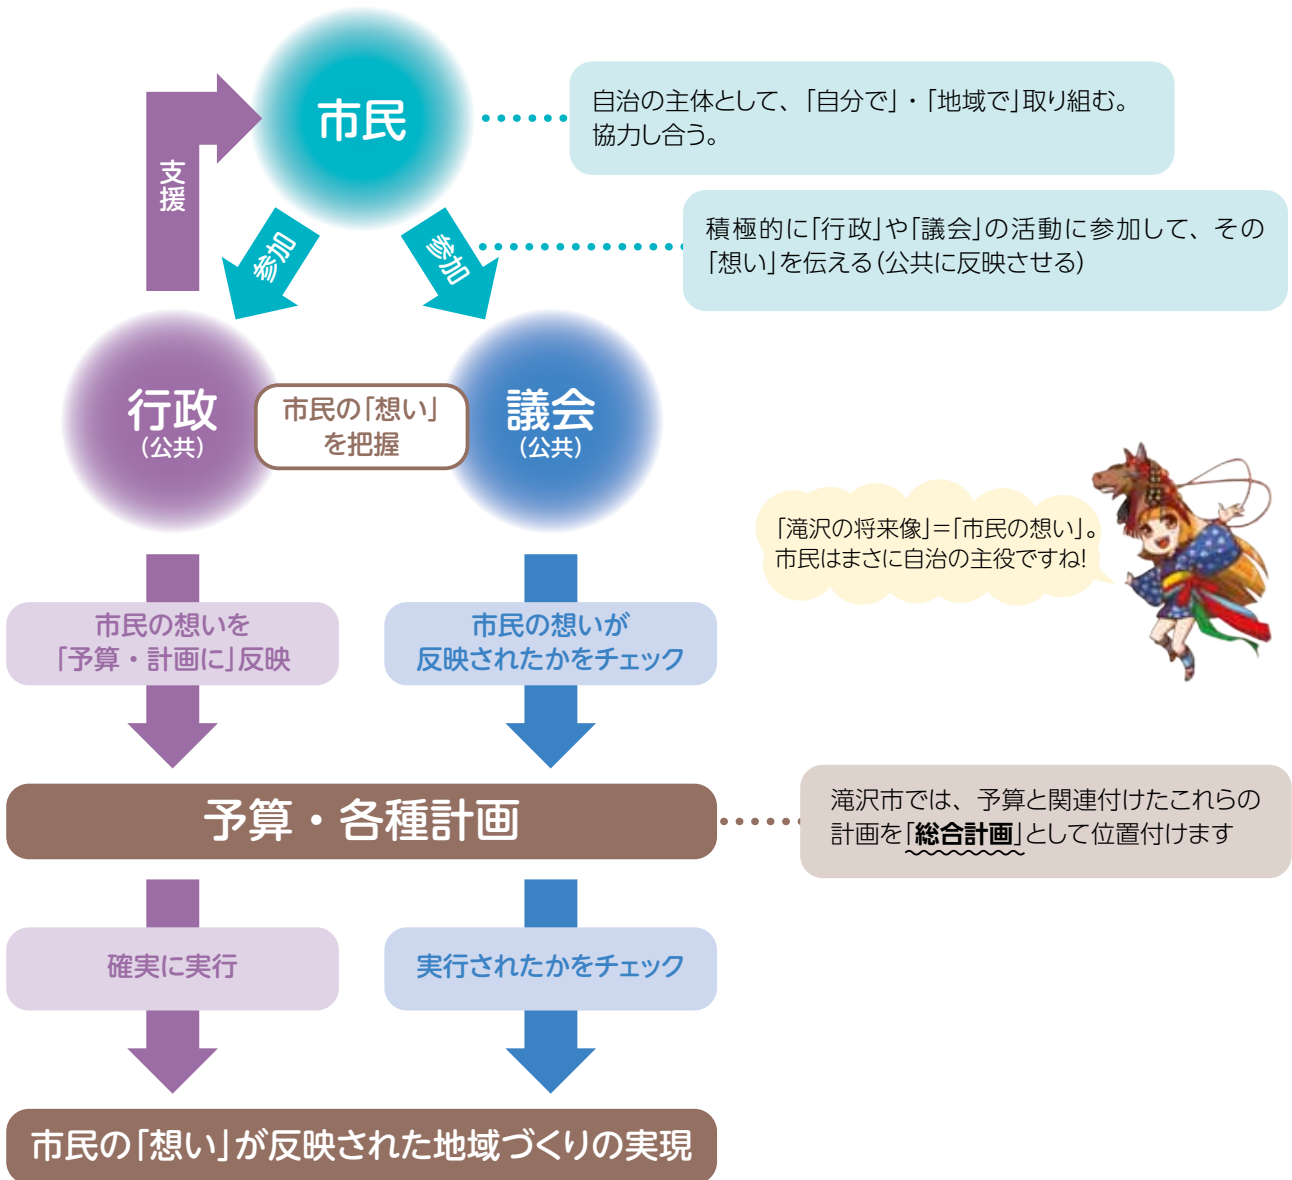 市民
自治の主体として、「自分で」・「地域で」取り組む。
協力し合う。
支援
参加
参加
積極的に「行政」や「議会」の活動に参加して、その
「想い」を伝える(公共に反映させる)
行政
(公共)
市民の「想い」
を把握
議会
(公共)
「滝沢の将来像」=「市民の想い」。
市民はまさに自治の主役ですね!
市民の想いを
「予算・計画に」反映
市民の想いが
反映されたかをチェック
予算・各種計画
滝沢市では、予算と関連付けたこれらの
計画を「総合計画」として位置付けます
確実に実行
実行されたかをチェック
市民の「想い」が反映された地域づくりの実現